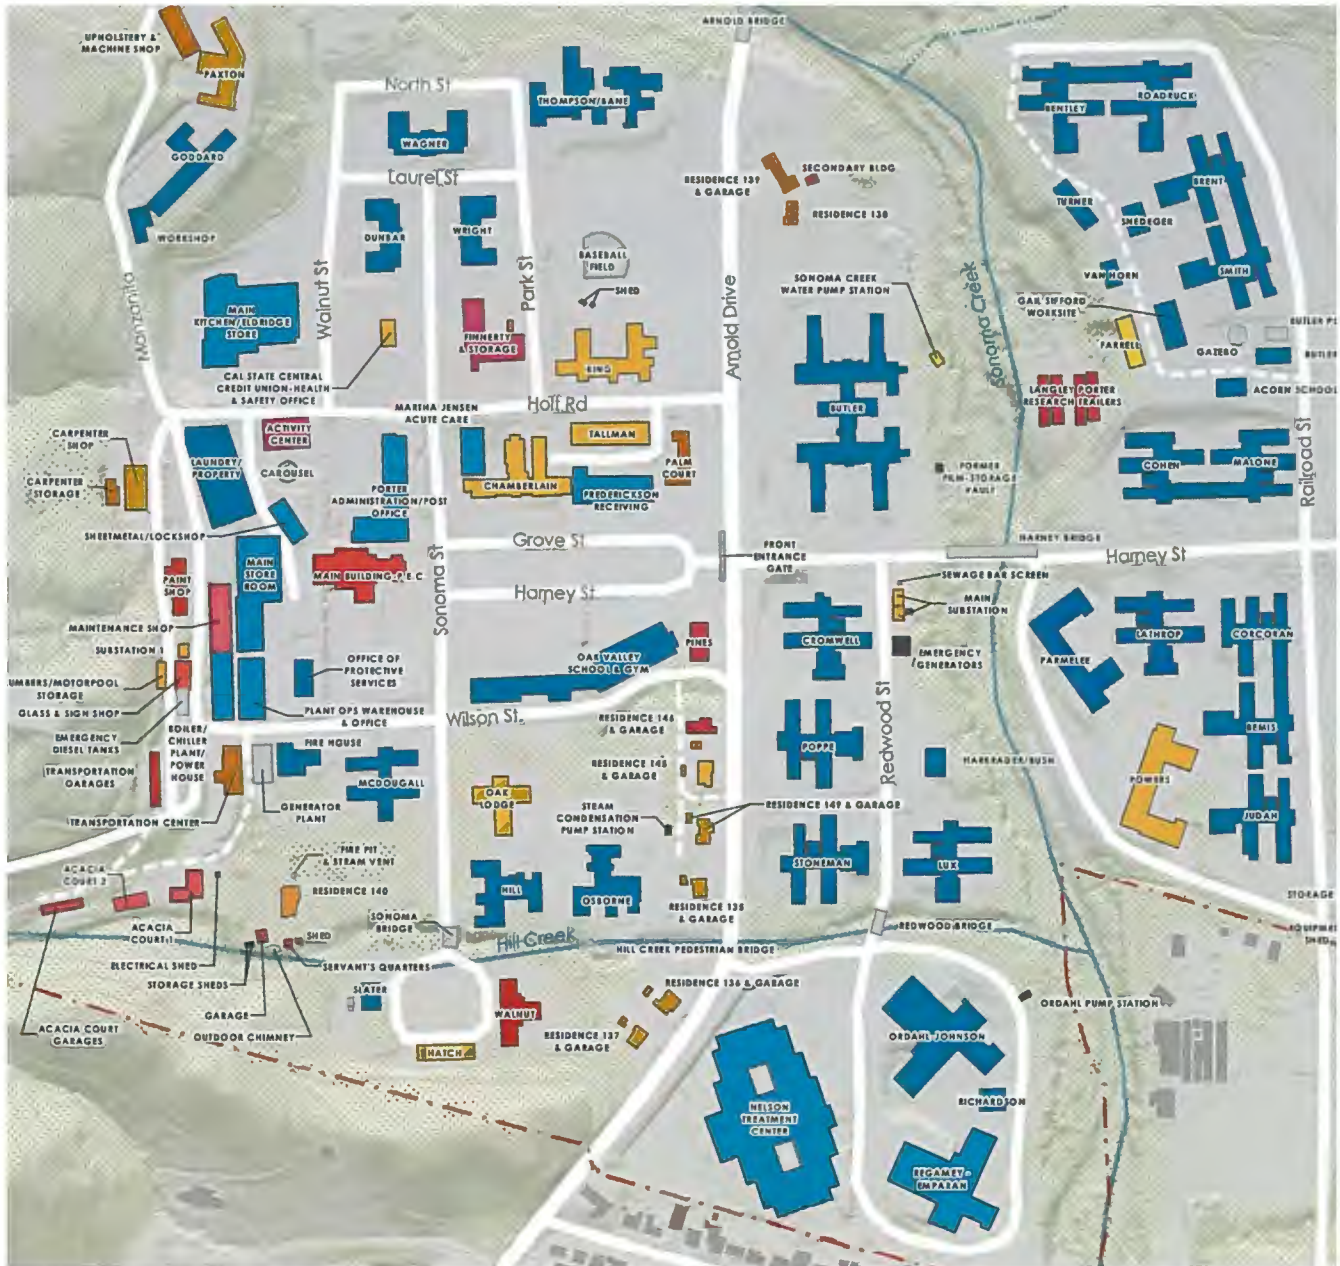 ARNOLD BRIDGE
UPHOLSTERY &
MACHINE SHOP
PAXTON
North St
THOMPSON/BANE
BENTLEY
ROADRUCK
WAGNER
GODDARD
Laurel St
RESIDENCE 139
& GARAGE
SECONDARY BLDG
RESIDENCE 138
BRENT
TURNER
SNEDEGER
WORKSHOP
DUNBAR
WRIGHT
BASEBALL
FIELD
SHED
Manzanita
Walnut St
Park St
Arnold Drive
SONOMA CREEK
WATER PUMP STATION
Sonoma Creek
VAN HORN
SMITH
GAIL SIFFORD
WORKSITE
MAIN
KITCHEN/ELDRIDGE
STORE
FINNERTY
& STORAGE
KING
FARRELL
GAZEBO
ACORN SCHOOL
CAL STATE CENTRAL
CREDIT UNION-HEALTH
& SAFETY OFFICE
LANGLEY PORTER
RESEARCH TRAILERS
MARTHA JENSEN
ACUTE CARE
Holt Rd
BUTLER
CARPENTER
SHOP
ACTIVITY
CENTER
TALLMAN
PALM
COURT
LAUNDRY/
PROPERTY
CAROUSEL
COHEN
MALONE
Railroad St
CARPENTER
STORAGE
PORTER
ADMINISTRATION/POST
OFFICE
CHAMBERLAIN
FREDERICKSON
RECEIVING
FORMER
FILM-STORAGE
VAULT
SHEETMETAL/LOCKSHOP
Grove St
FRONT
ENTRANCE
GATE
HARNEY BRIDGE
Harney St
MAIN
STORE
ROOM
MAIN BUILDING-P.E.C
Sonoma St
Harney St
PAINT
SHOP
SEWAGE BAR SCREEN
MAIN
SUBSTATION
MAINTENANCE SHOP
CROMWELL
EMERGENCY
GENERATORS
PARMELEE
LATHROP
CORCORAN
SUBSTATION 1
OAK VALLEY
SCHOOL & GYM
PINES
OFFICE OF
PROTECTIVE
SERVICES
UMBERS/MOTORPOOL
STORAGE
GLASS & SIGN SHOP
PLANT OPS WAREHOUSE
& OFFICE
Wilson St.
RESIDENCE 146
& GARAGE
Redwood St
BEMIS
EMERGENCY
DIESEL TANKS
BOILER/
CHILLER
PLANT/
POWER
HOUSE
FIRE HOUSE
POPPE
HARKRADER/BUSH
TRANSPORTATION
GARAGES
MCDOUGALL
RESIDENCE 145
& GARAGE
POWERS
OAK
LODGE
GENERATOR
PLANT
STEAM
CONDENSATION
PUMP STATION
RESIDENCE 149 & GARAGE
JUDAH
TRANSPORTATION CENTER
FIRE PIT
& STEAM VENT
STONEMAN
LUX
ACACIA
COURT 2
RESIDENCE 140
HILL
OSBORNE
RESIDENCE 135
& GARAGE
STORAGE
ACACIA
COURT 1
SONOMA
BRIDGE
REDWOOD BRIDGE
SHED
Hill Creek
HILL CREEK PEDESTRIAN BRIDGE
ELECTRICAL SHED
SERVANT'S QUARTERS
STORAGE SHEDS
SLATER
RESIDENCE 136 & GARAGE
GARAGE
WALNUT
ORDAHL PUMP STATION
ACACIA COURT
GARAGES
OUTDOOR CHIMNEY
RESIDENCE 137
& GARAGE
ORDAHL-JOHNSON
HATCH
RICHARDSON
NELSON
TREATMENT
CENTER
REGAMEY -
EMPARAN